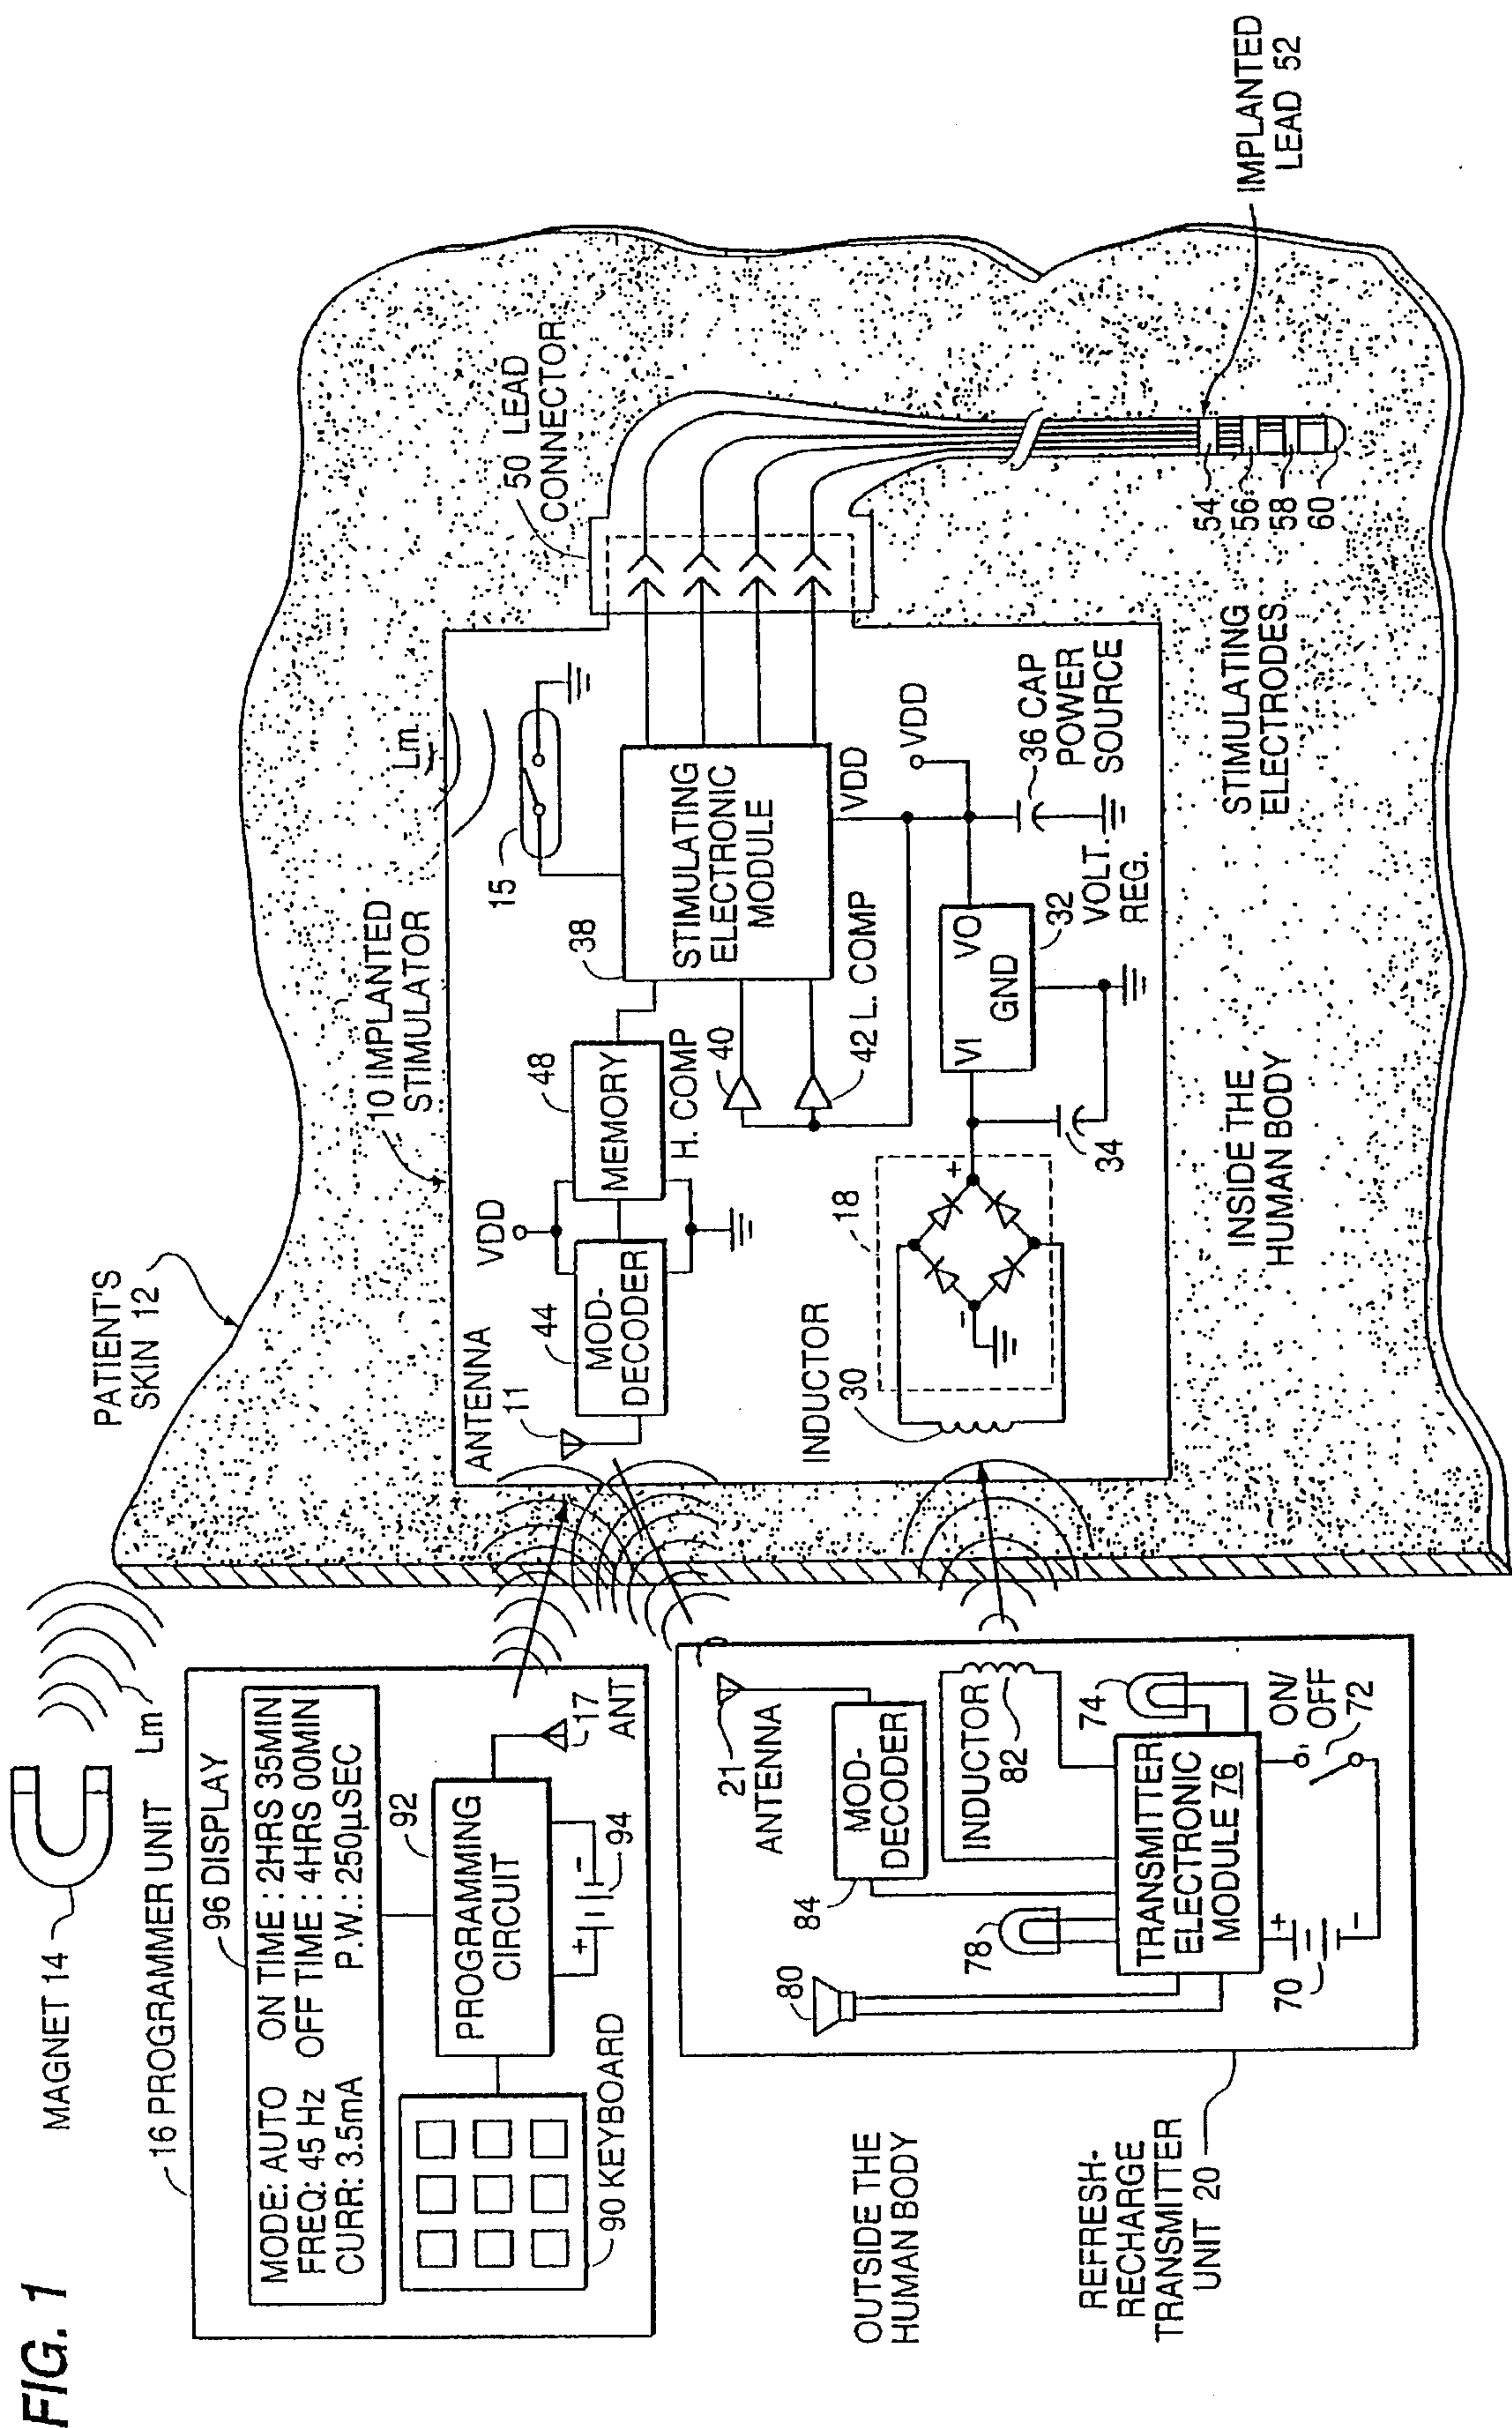 FIG. 1
MAGNET 14
Lm
16 PROGRAMMER UNIT
96 DISPLAY
MODE: AUTO ON TIME : 2HRS 35MIN
FREQ: 45 Hz OFF TIME : 4HRS 00MIN
CURR: 3.5mA P.W.: 250µSEC
92
PROGRAMMING
CIRCUIT
+
-
94
17
ANT
90 KEYBOARD
OUTSIDE THE
HUMAN BODY
REFRESH-
RECHARGE
TRANSMITTER
UNIT 20
21
ANTENNA
84
MOD-
DECODER
INDUCTOR
82
80
78
74
TRANSMITTER
ELECTRONIC
MODULE 76
ON/
OFF
72
+
-
70
PATIENT'S
SKIN 12
10 IMPLANTED
STIMULATOR
Lm
ANTENNA
11
44
MOD-
DECODER
VDD
48
MEMORY
H. COMP
40
42 L. COMP
38
STIMULATING
ELECTRONIC
MODULE
VDD
15
50 LEAD
CONNECTOR
INDUCTOR
30
18
+
-
34
VI
VO
GND
32
VOLT.
REG.
VDD
36 CAP
POWER
SOURCE
INSIDE THE
HUMAN BODY
STIMULATING
ELECTRODES
54
56
58
60
IMPLANTED
LEAD 52